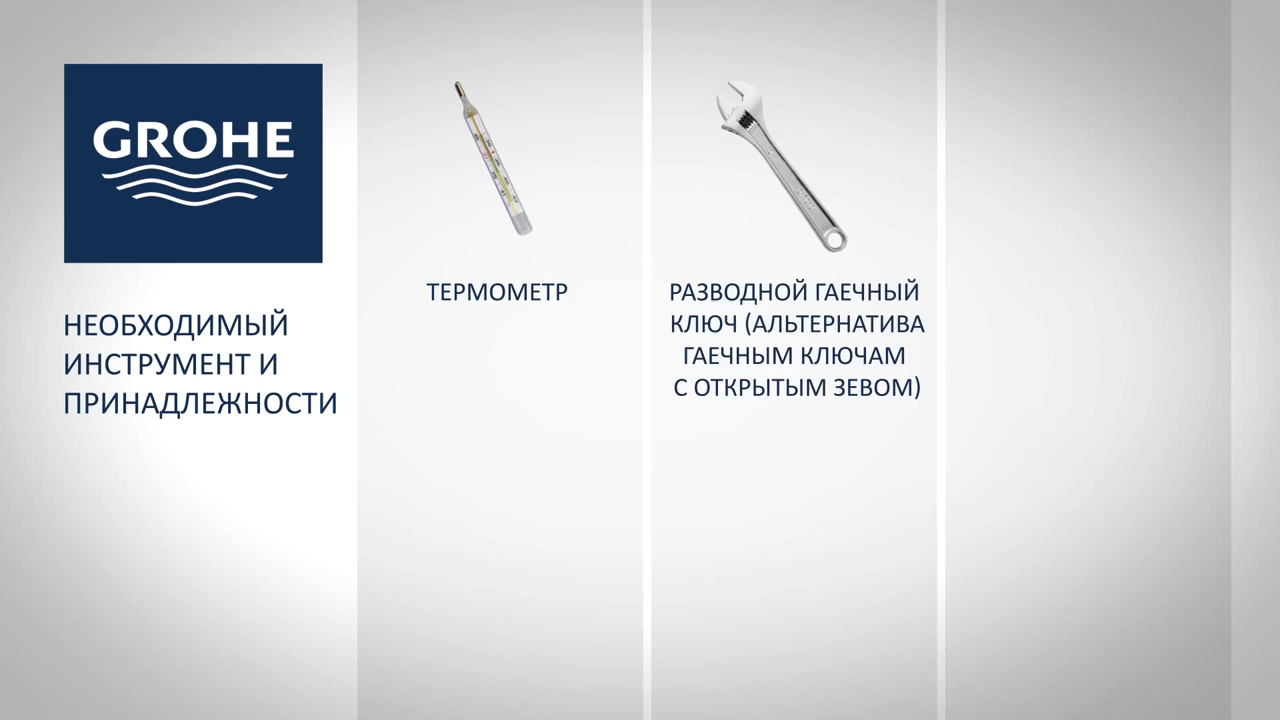 GROHE
НЕОБХОДИМЫЙ
ИНСТРУМЕНТ И
ПРИНАДЛЕЖНОСТИ
ТЕРМОМЕТР
РАЗВОДНОЙ ГАЕЧНЫЙ
КЛЮЧ (АЛЬТЕРНАТИВА
ГАЕЧНЫМ КЛЮЧАМ
С ОТКРЫТЫМ ЗЕВОМ)